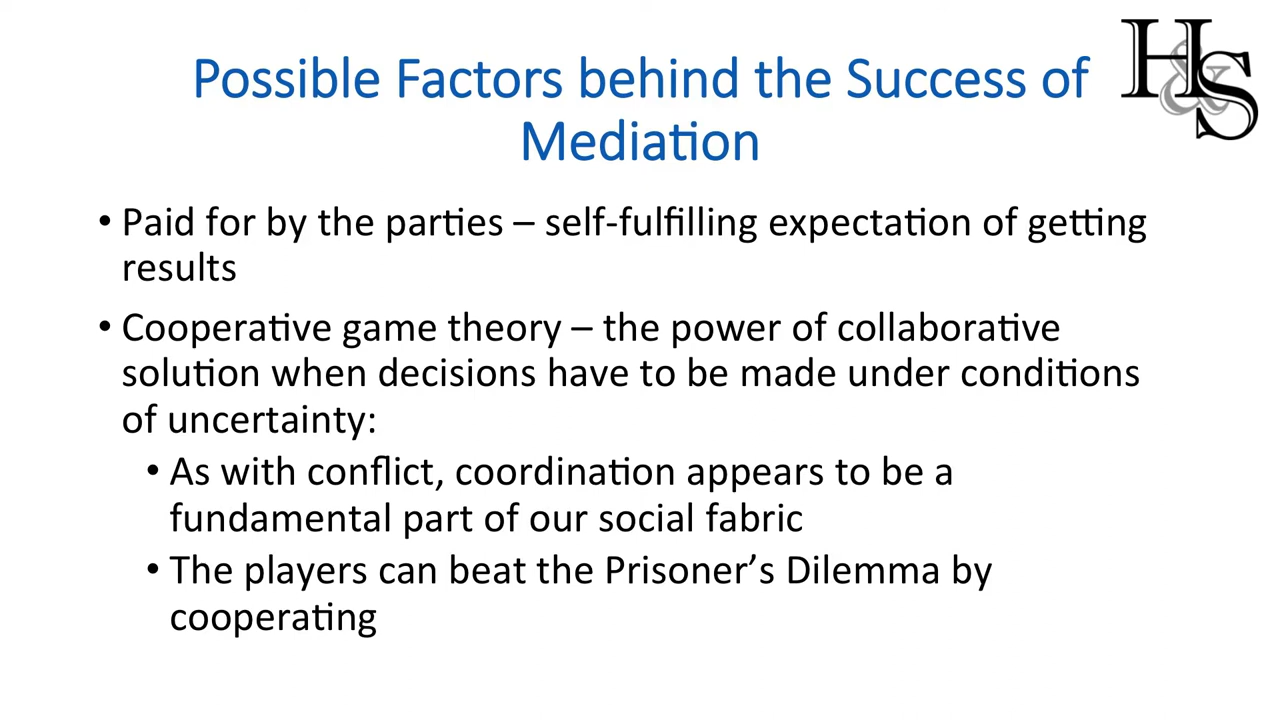 H&S
Possible Factors behind the Success of
Mediation
• Paid for by the parties – self-fulfilling expectation of getting
results
• Cooperative game theory – the power of collaborative
solution when decisions have to be made under conditions
of uncertainty:
• As with conflict, coordination appears to be a
fundamental part of our social fabric
• The players can beat the Prisoner’s Dilemma by
cooperating